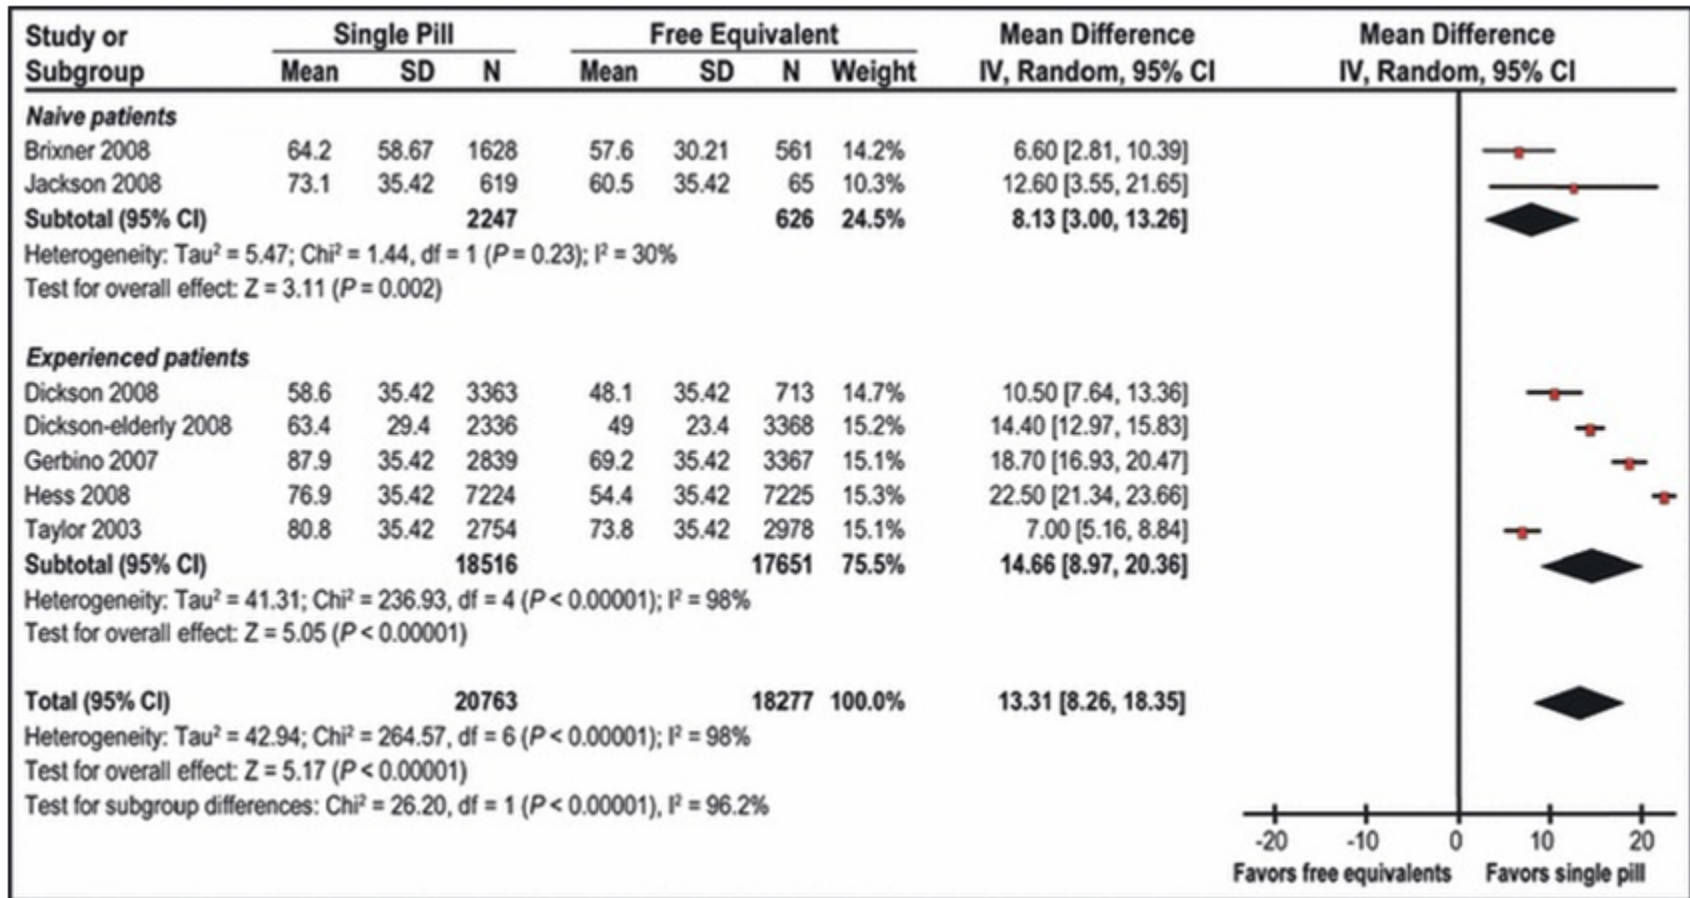 Study or Single Pill Free Equivalent Mean Difference Mean Difference
Subgroup Mean SD N Mean SD N Weight IV, Random, 95% CI IV, Random, 95% CI
Naive patients
Brixner 2008 64.2 58.67 1628 57.6 30.21 561 14.2% 6.60 [2.81, 10.39]
Jackson 2008 73.1 35.42 619 60.5 35.42 65 10.3% 12.60 [3.55, 21.65]
Subtotal (95% CI) 2247 626 24.5% 8.13 [3.00, 13.26]
Heterogeneity: Tau² = 5.47; Chi² = 1.44, df = 1 (P = 0.23); I² = 30%
Test for overall effect: Z = 3.11 (P = 0.002)
Experienced patients
Dickson 2008 58.6 35.42 3363 48.1 35.42 713 14.7% 10.50 [7.64, 13.36]
Dickson-elderly 2008 63.4 29.4 2336 49 23.4 3368 15.2% 14.40 [12.97, 15.83]
Gerbino 2007 87.9 35.42 2839 69.2 35.42 3367 15.1% 18.70 [16.93, 20.47]
Hess 2008 76.9 35.42 7224 54.4 35.42 7225 15.3% 22.50 [21.34, 23.66]
Taylor 2003 80.8 35.42 2754 73.8 35.42 2978 15.1% 7.00 [5.16, 8.84]
Subtotal (95% CI) 18516 17651 75.5% 14.66 [8.97, 20.36]
Heterogeneity: Tau² = 41.31; Chi² = 236.93, df = 4 (P < 0.00001); I² = 98%
Test for overall effect: Z = 5.05 (P < 0.00001)
Total (95% CI) 20763 18277 100.0% 13.31 [8.26, 18.35]
Heterogeneity: Tau² = 42.94; Chi² = 264.57, df = 6 (P < 0.00001); I² = 98%
Test for overall effect: Z = 5.17 (P < 0.00001)
Test for subgroup differences: Chi² = 26.20, df = 1 (P < 0.00001), I² = 96.2%
-20 -10 0 10 20
Favors free equivalents Favors single pill